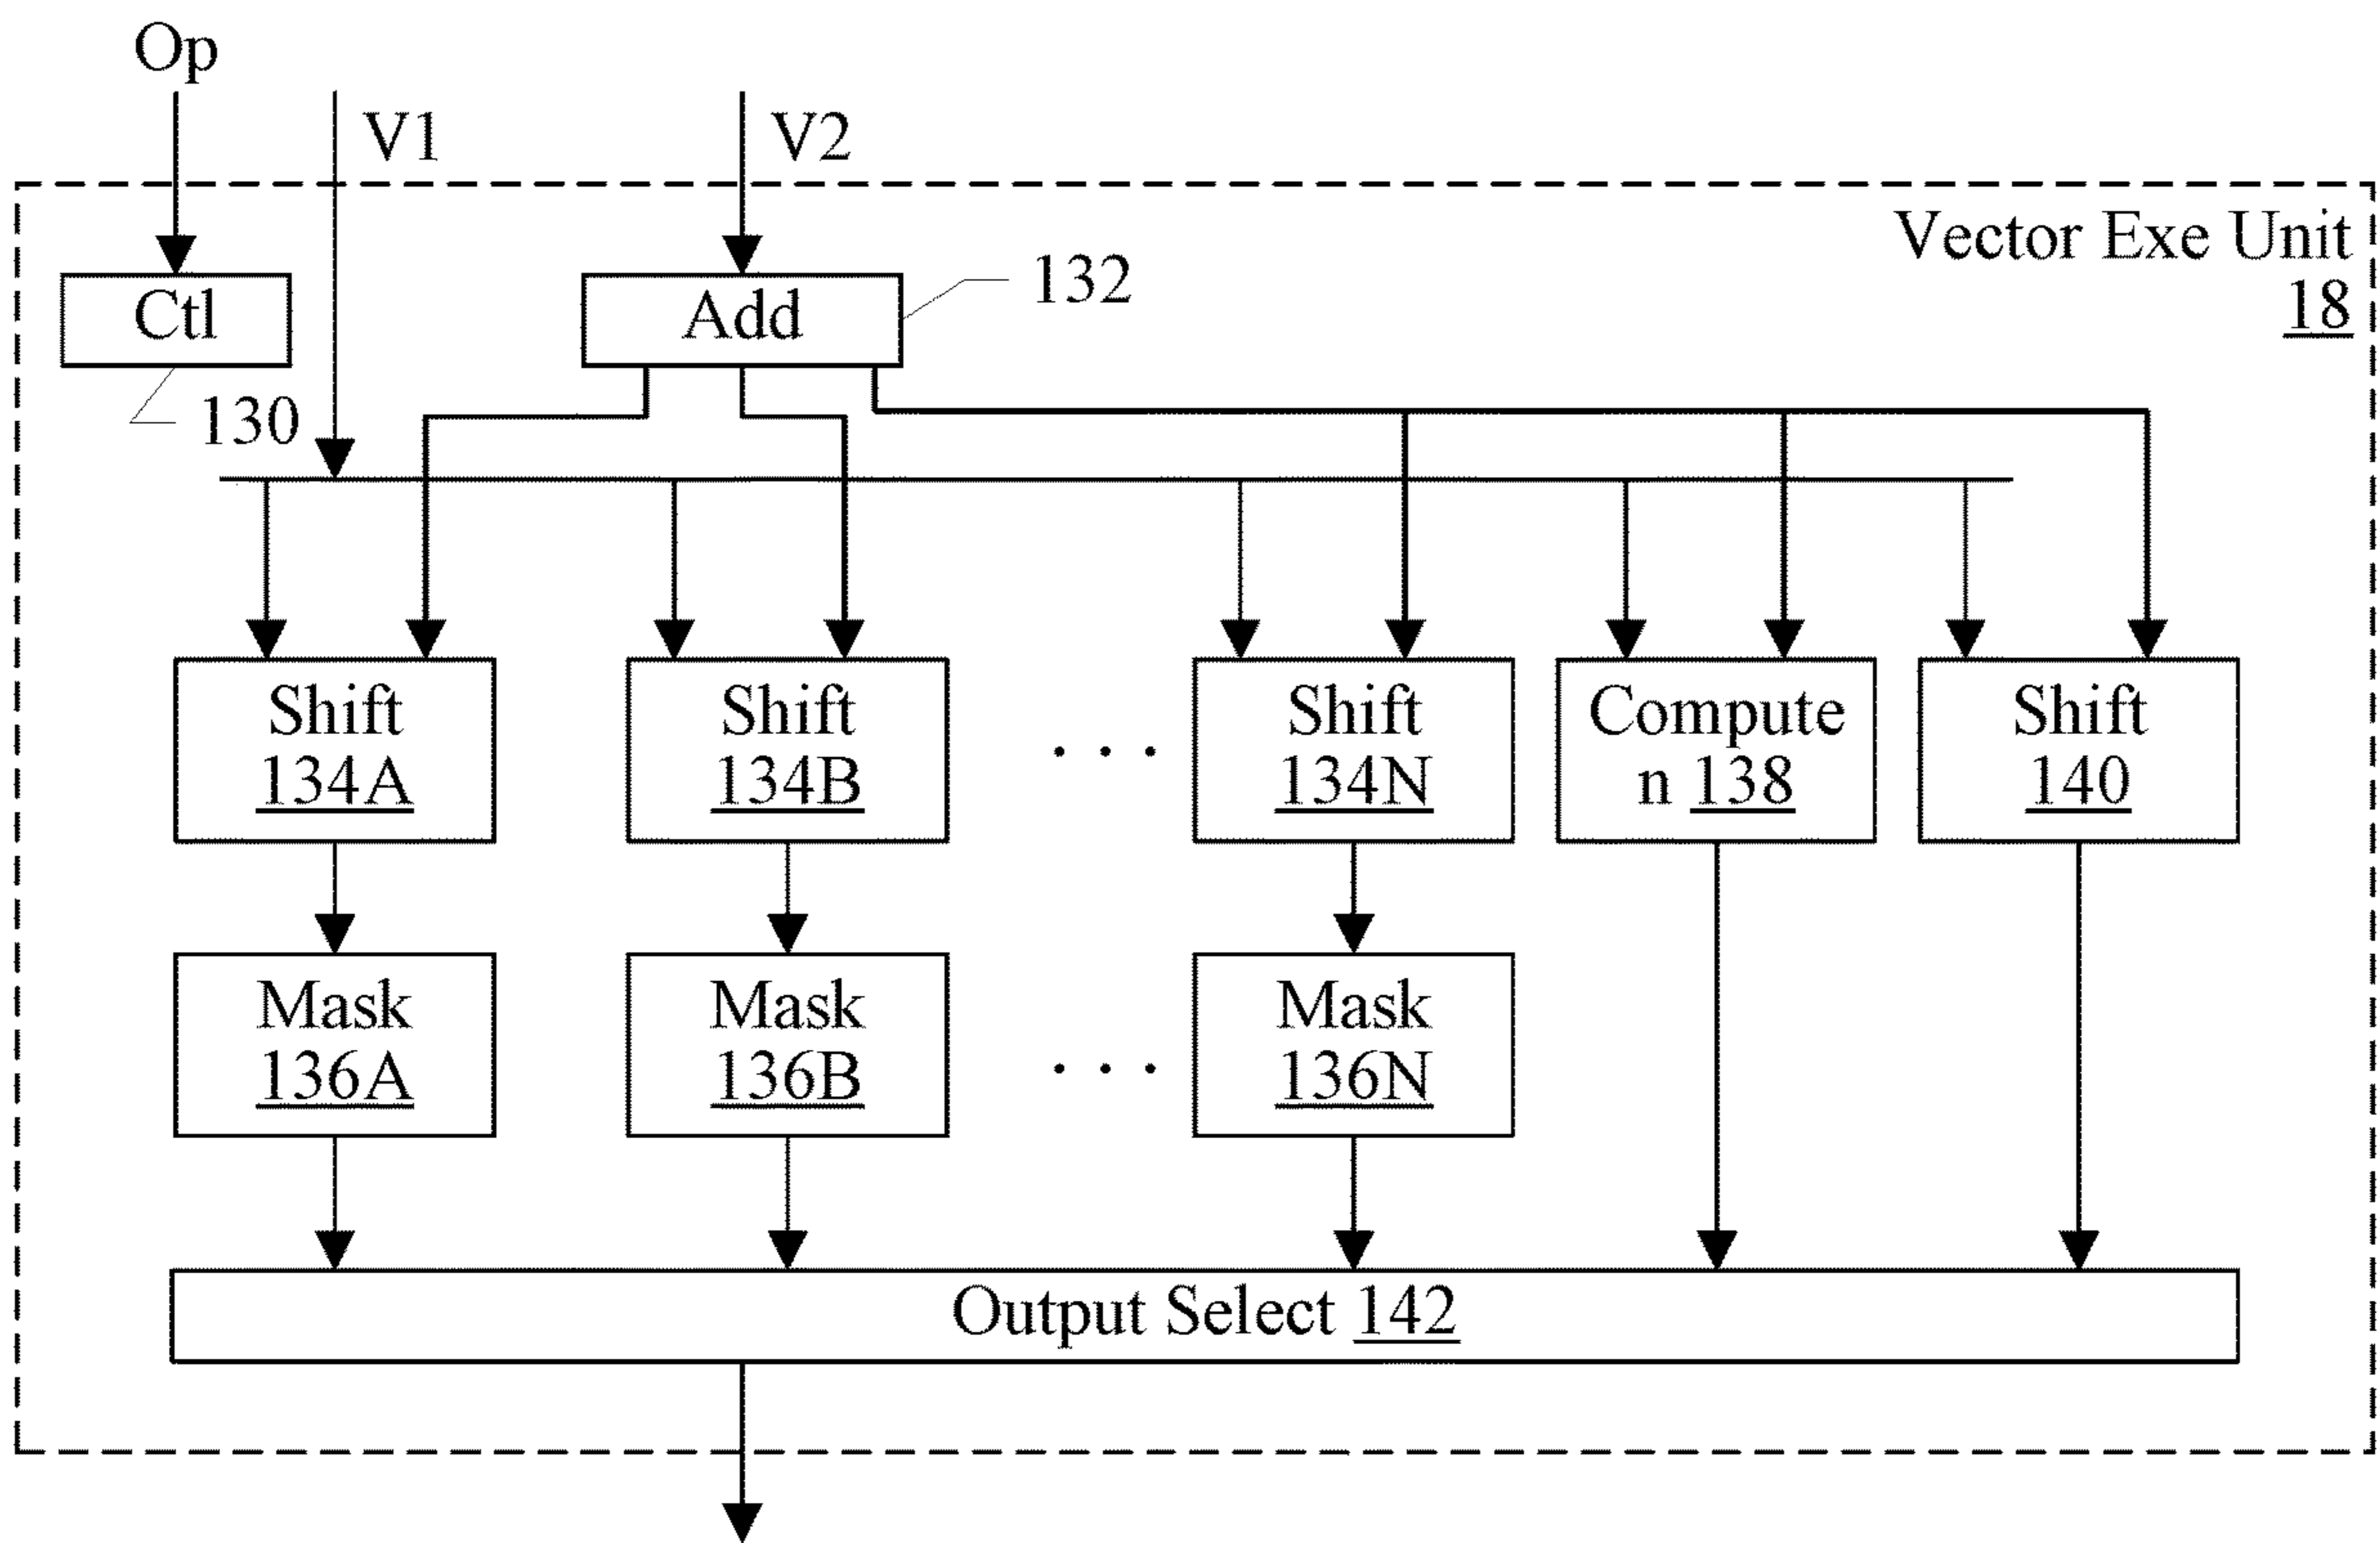 Op
V1
V2
Vector Exe Unit
18
Ctl
Add
132
130
Shift
134A
Shift
134B
. . .
Shift
134N
Compute
n 138
Shift
140
Mask
136A
Mask
136B
. . .
Mask
136N
Output Select 142